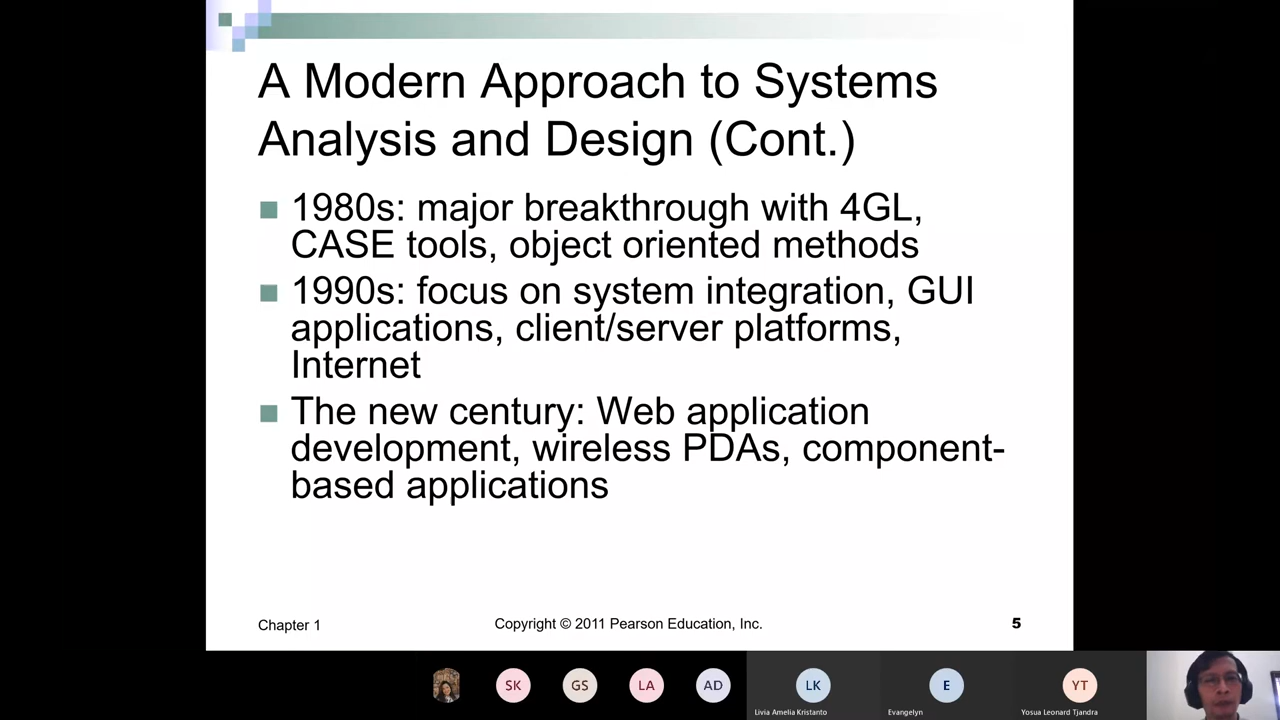 A Modern Approach to Systems
Analysis and Design (Cont.)
1980s: major breakthrough with 4GL,
CASE tools, object oriented methods
1990s: focus on system integration, GUI
applications, client/server platforms,
Internet
The new century: Web application
development, wireless PDAs, component-
based applications
Chapter 1
Copyright © 2011 Pearson Education, Inc.
5
SK
GS
LA
AD
LK
E
YT
Livia Amelia Kristanto
Evangelyn
Yosua Leonard Tjandra